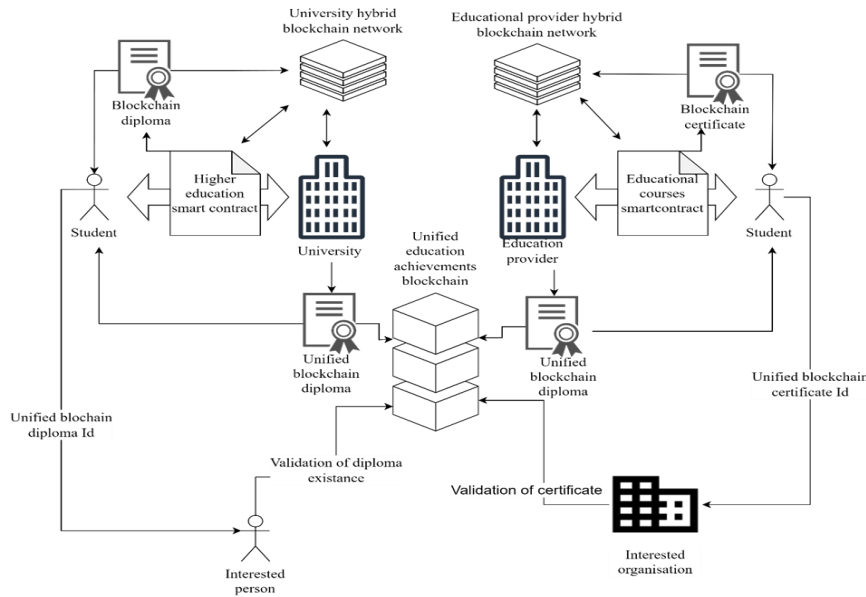 University hybrid
blockchain network
Educational provider hybrid
blockchain network
Blockchain
diploma
Blockchain
certificate
Higher
education
smart contract
Educational
courses
smartcontract
Student
University
Unified
education
achievements
blockchain
Education
provider
Student
Unified
blockchain
diploma
Unified
blockchain
diploma
Unified blockchain
certificate Id
Unified blochain
diploma Id
Validation of diploma
existance
Validation of certificate
Interested
person
Interested
organisation